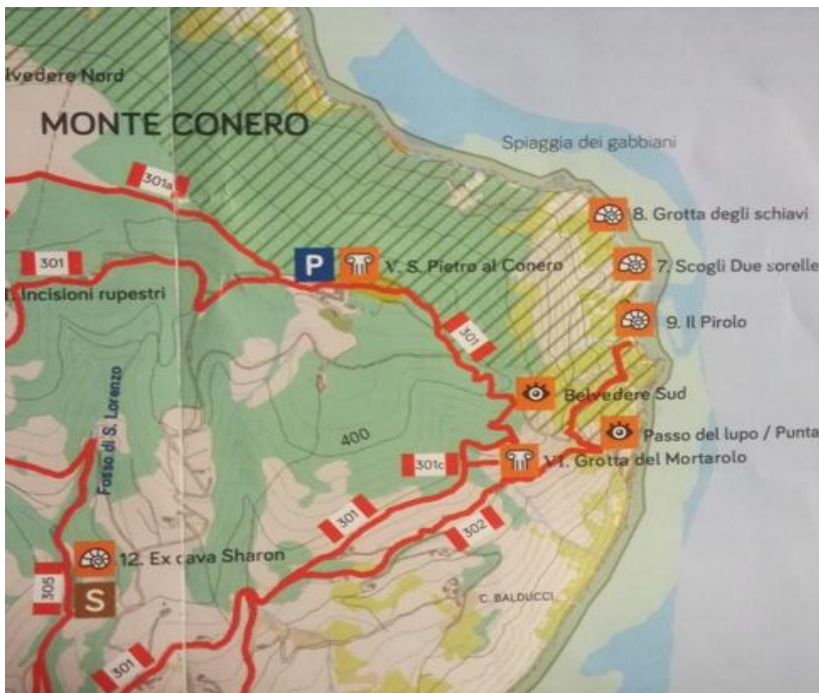 lvedere Nord
MONTE CONERO
Spiaggia dei gabbiani
301a
8. Grotta degli schiavi
301
P
V. S. Pietro al Conero
7. Scogli Due sorelle
1. Incisioni rupestri
9. Il Pirolo
301
Belvedere Sud
Fosso di S. Lorenzo
400
Passo del lupo / Punta
301c
VI. Grotta del Mortarolo
301
302
12. Ex cava Sharon
305
S
C. BALDUCCI
301